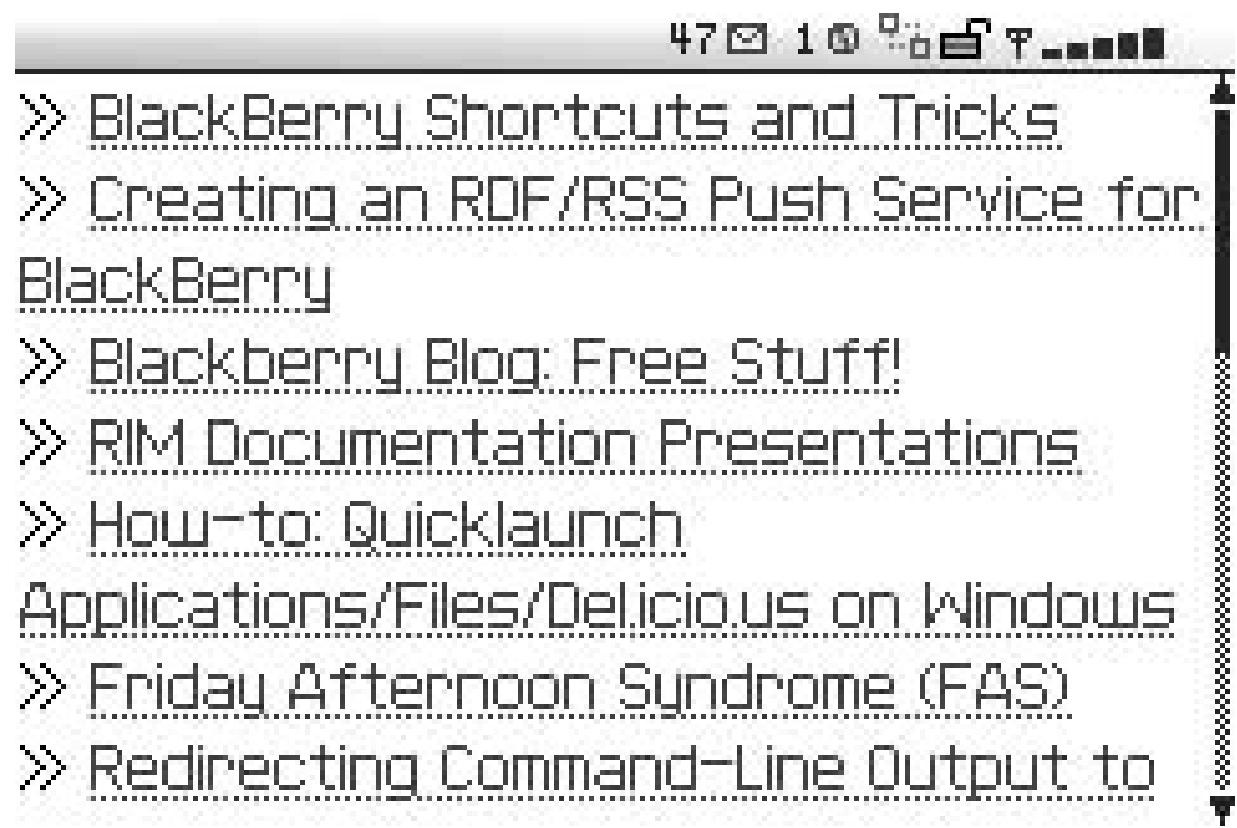 47 1
>> BlackBerry Shortcuts and Tricks
>> Creating an RDF/RSS Push Service for
BlackBerry
>> Blackberry Blog: Free Stuff!
>> RIM Documentation Presentations
>> How-to: Quicklaunch
Applications/Files/Del.icio.us on Windows
>> Friday Afternoon Syndrome (FAS)
>> Redirecting Command-Line Output to